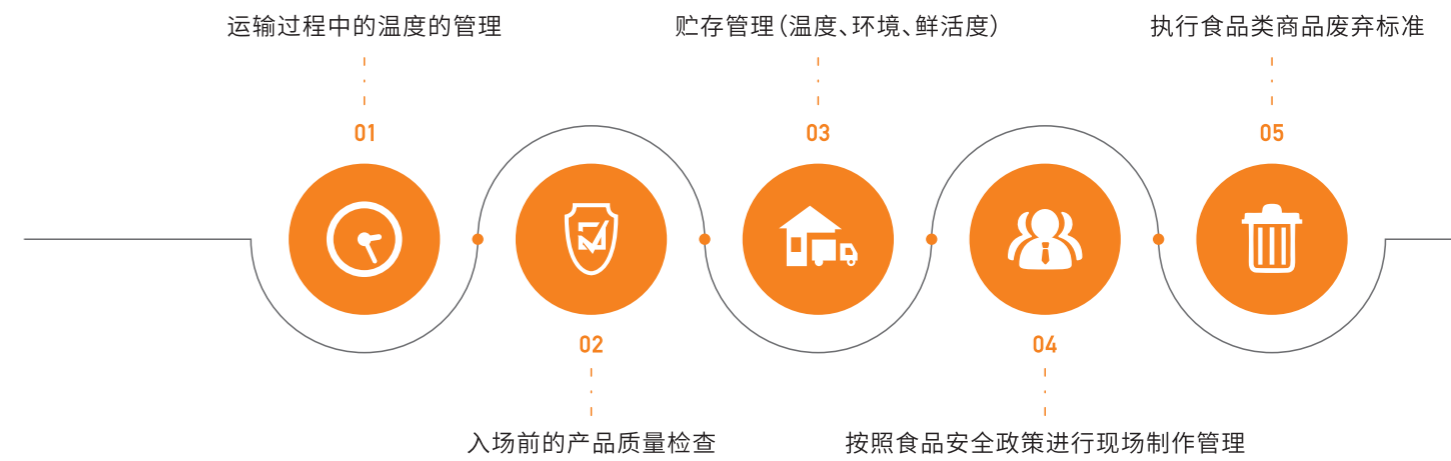 运输过程中的温度的管理
贮存管理（温度、环境、鲜活度）
执行食品类商品废弃标准
01
03
05
02
04
入场前的产品质量检查
按照食品安全政策进行现场制作管理